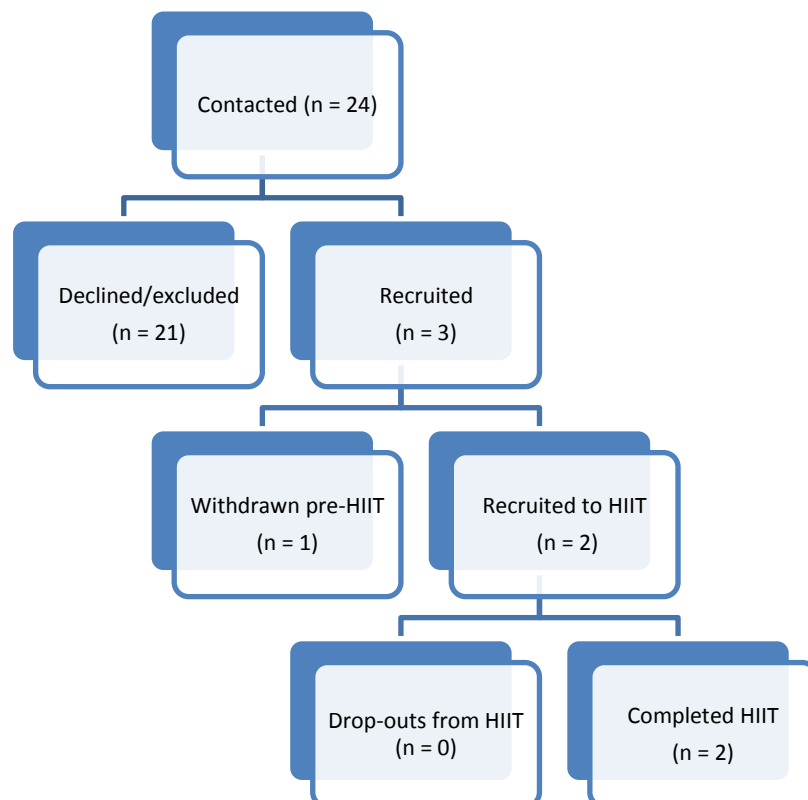 Contacted (n = 24)
Declined/excluded
(n = 21)
Recruited
(n = 3)
Withdrawn pre-HIIT
(n = 1)
Recruited to HIIT
(n = 2)
Drop-outs from HIIT
(n = 0)
Completed HIIT
(n = 2)